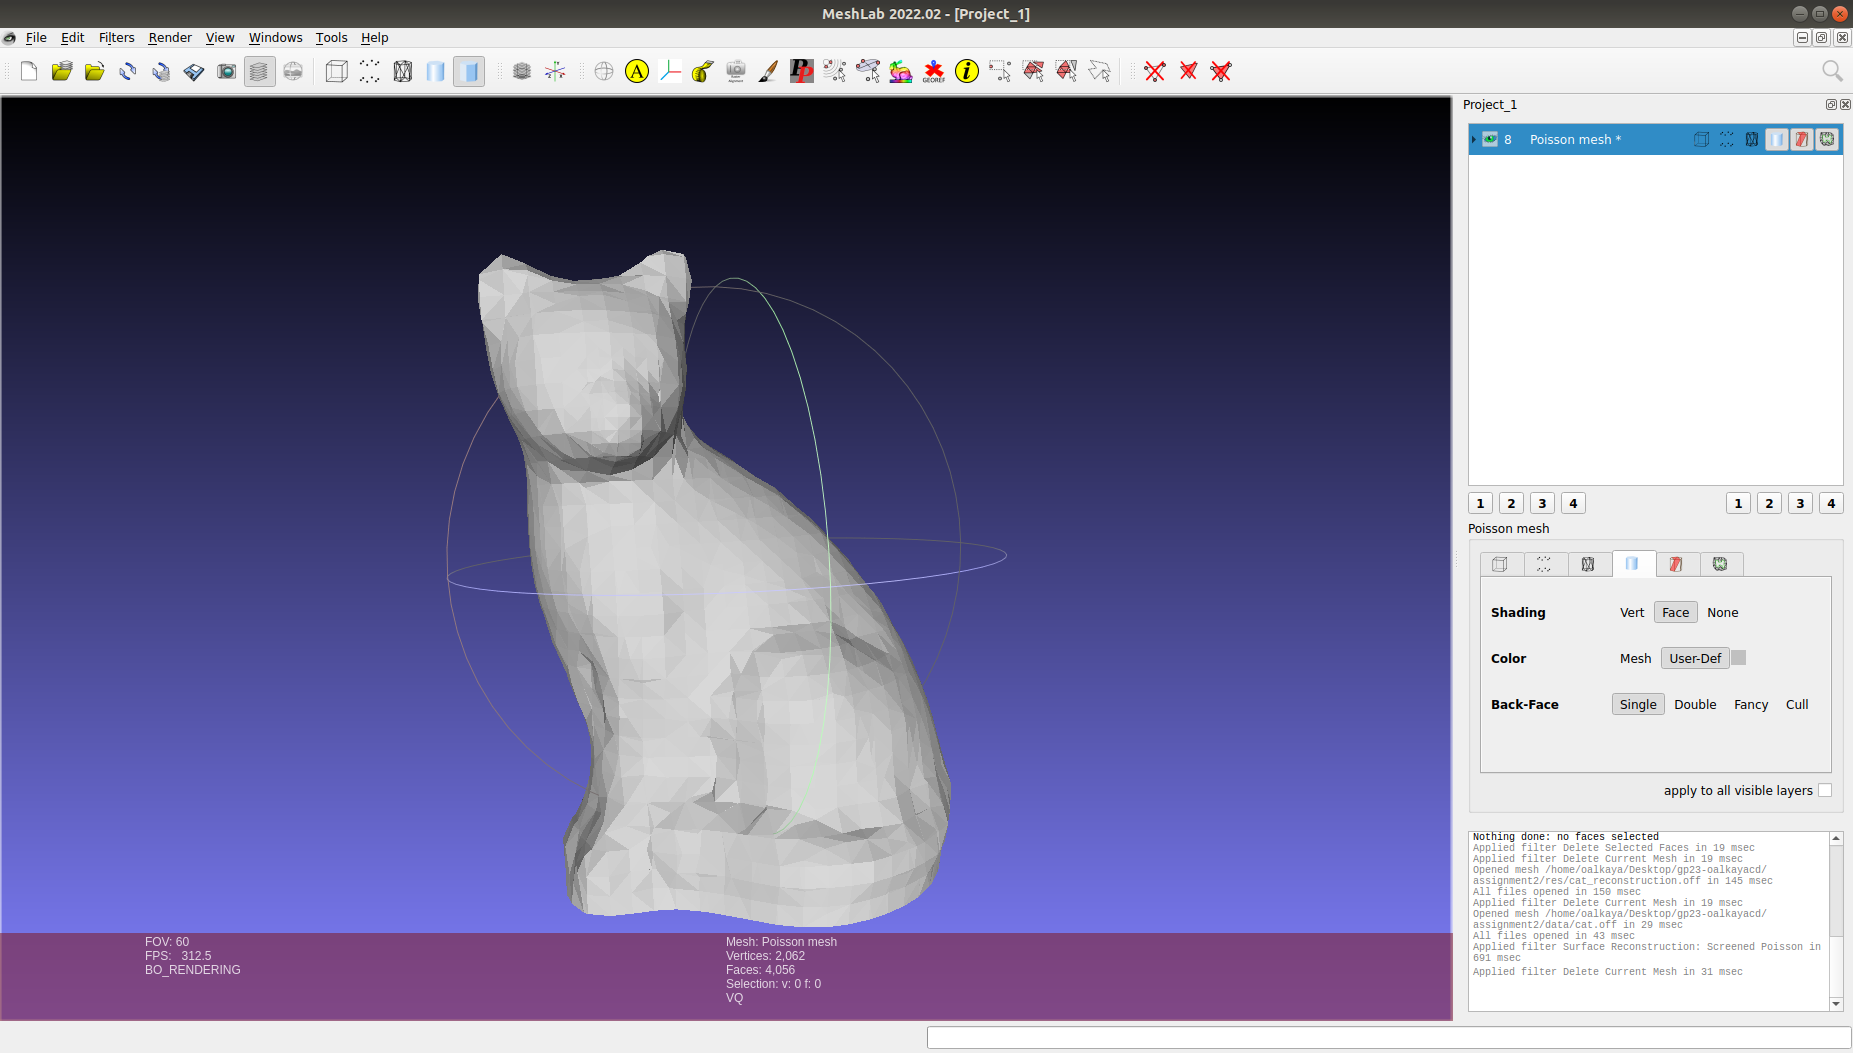 MeshLab 2022.02 - [Project_1]
File Edit Filters Render View Windows Tools Help
A
PP
GEOREF
i
Project_1
8 Poisson mesh *
1 2 3 4 1 2 3 4
Poisson mesh
Shading Vert Face None
Color Mesh User-Def
Back-Face Single Double Fancy Cull
apply to all visible layers
Nothing done: no faces selected
Applied filter Delete Selected Faces in 19 msec
Applied filter Delete Current Mesh in 19 msec
Opened mesh /home/oalkaya/Desktop/gp23-oalkayacd/
assignment2/res/cat_reconstruction.off in 145 msec
All files opened in 150 msec
Applied filter Delete Current Mesh in 19 msec
Opened mesh /home/oalkaya/Desktop/gp23-oalkayacd/
assignment2/data/cat.off in 29 msec
All files opened in 43 msec
Applied filter Surface Reconstruction: Screened Poisson in
691 msec
Applied filter Delete Current Mesh in 31 msec
FOV: 60
FPS: 312.5
BO_RENDERING
Mesh: Poisson mesh
Vertices: 2,062
Faces: 4,056
Selection: v: 0 f: 0
VQ